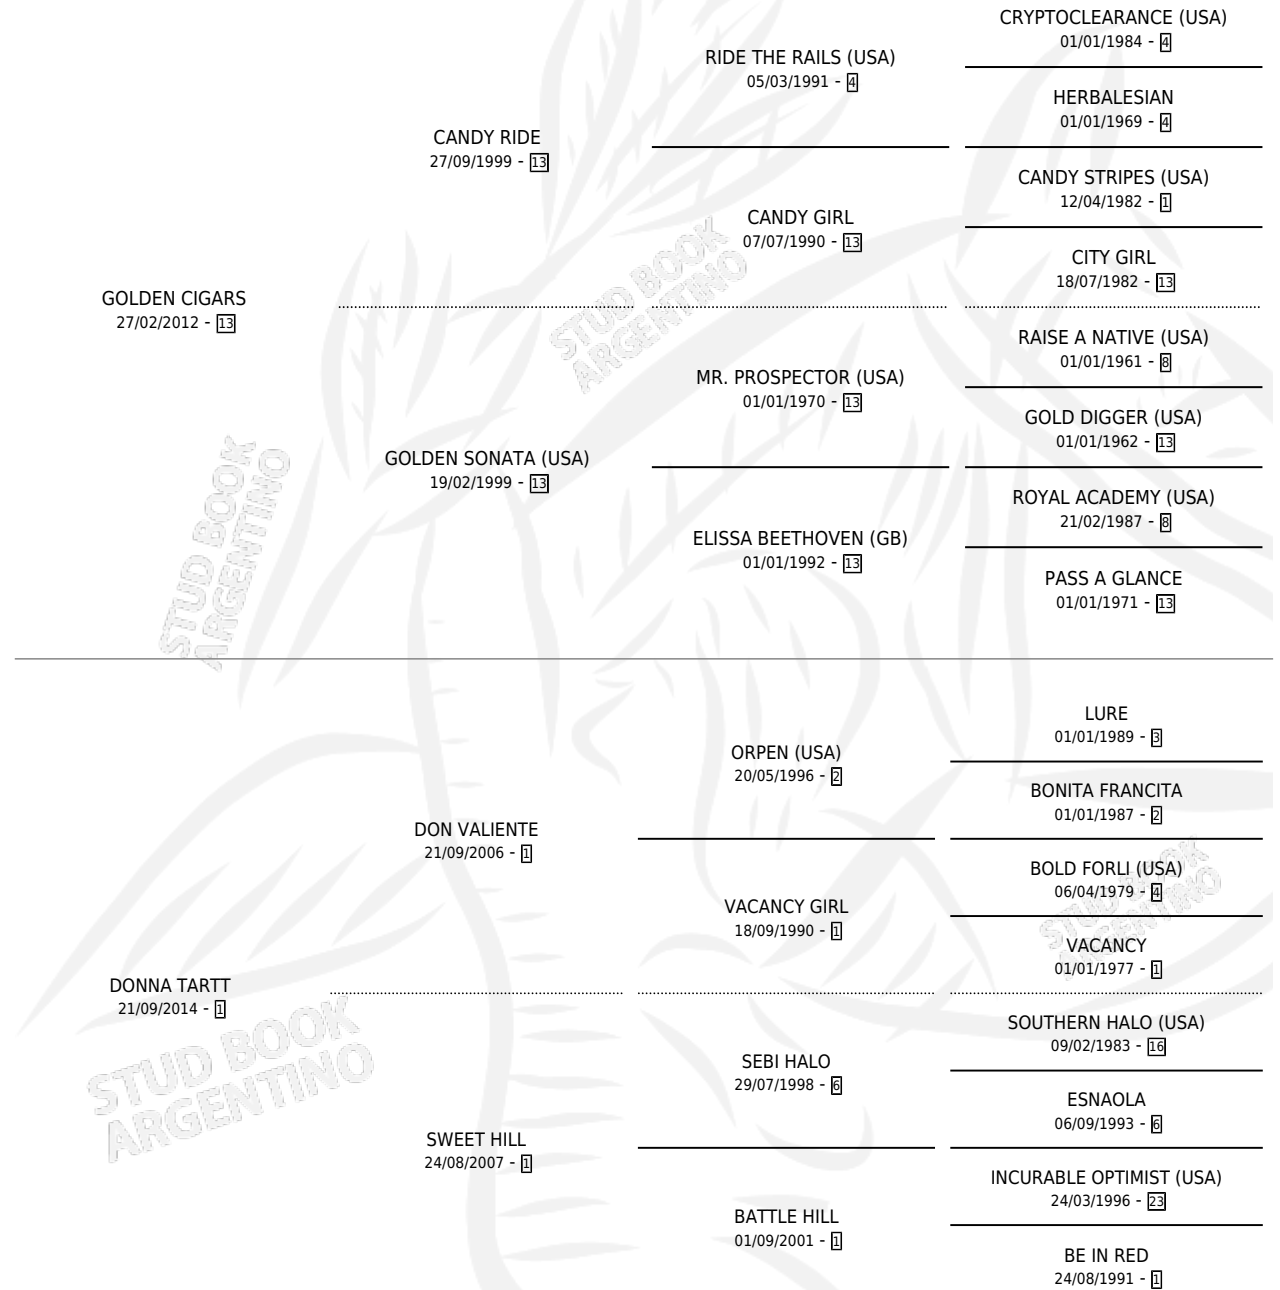 CRYPTOCLEARANCE (USA)
01/01/1984 - 4
RIDE THE RAILS (USA)
05/03/1991 - 4
HERBALESIAN
01/01/1969 - 4
CANDY RIDE
27/09/1999 - 13
CANDY STRIPES (USA)
12/04/1982 - 1
CANDY GIRL
07/07/1990 - 13
CITY GIRL
18/07/1982 - 13
GOLDEN CIGARS
27/02/2012 - 13
RAISE A NATIVE (USA)
01/01/1961 - 8
MR. PROSPECTOR (USA)
01/01/1970 - 13
GOLD DIGGER (USA)
01/01/1962 - 13
GOLDEN SONATA (USA)
19/02/1999 - 13
ROYAL ACADEMY (USA)
21/02/1987 - 8
ELISSA BEETHOVEN (GB)
01/01/1992 - 13
PASS A GLANCE
01/01/1971 - 13
STUD BOOK
ARGENTINO
STUD BOOK
ARGENTINO
LURE
01/01/1989 - 3
ORPEN (USA)
20/05/1996 - 2
BONITA FRANCITA
01/01/1987 - 2
DON VALIENTE
21/09/2006 - 1
BOLD FORLI (USA)
06/04/1979 - 4
VACANCY GIRL
18/09/1990 - 1
VACANCY
01/01/1977 - 1
STUD BOOK
ARGENTINO
DONNA TARTT
21/09/2014 - 1
SOUTHERN HALO (USA)
09/02/1983 - 16
SEBI HALO
29/07/1998 - 6
ESNAOLA
06/09/1993 - 6
STUD BOOK
ARGENTINO
SWEET HILL
24/08/2007 - 1
INCURABLE OPTIMIST (USA)
24/03/1996 - 23
BATTLE HILL
01/09/2001 - 1
BE IN RED
24/08/1991 - 1